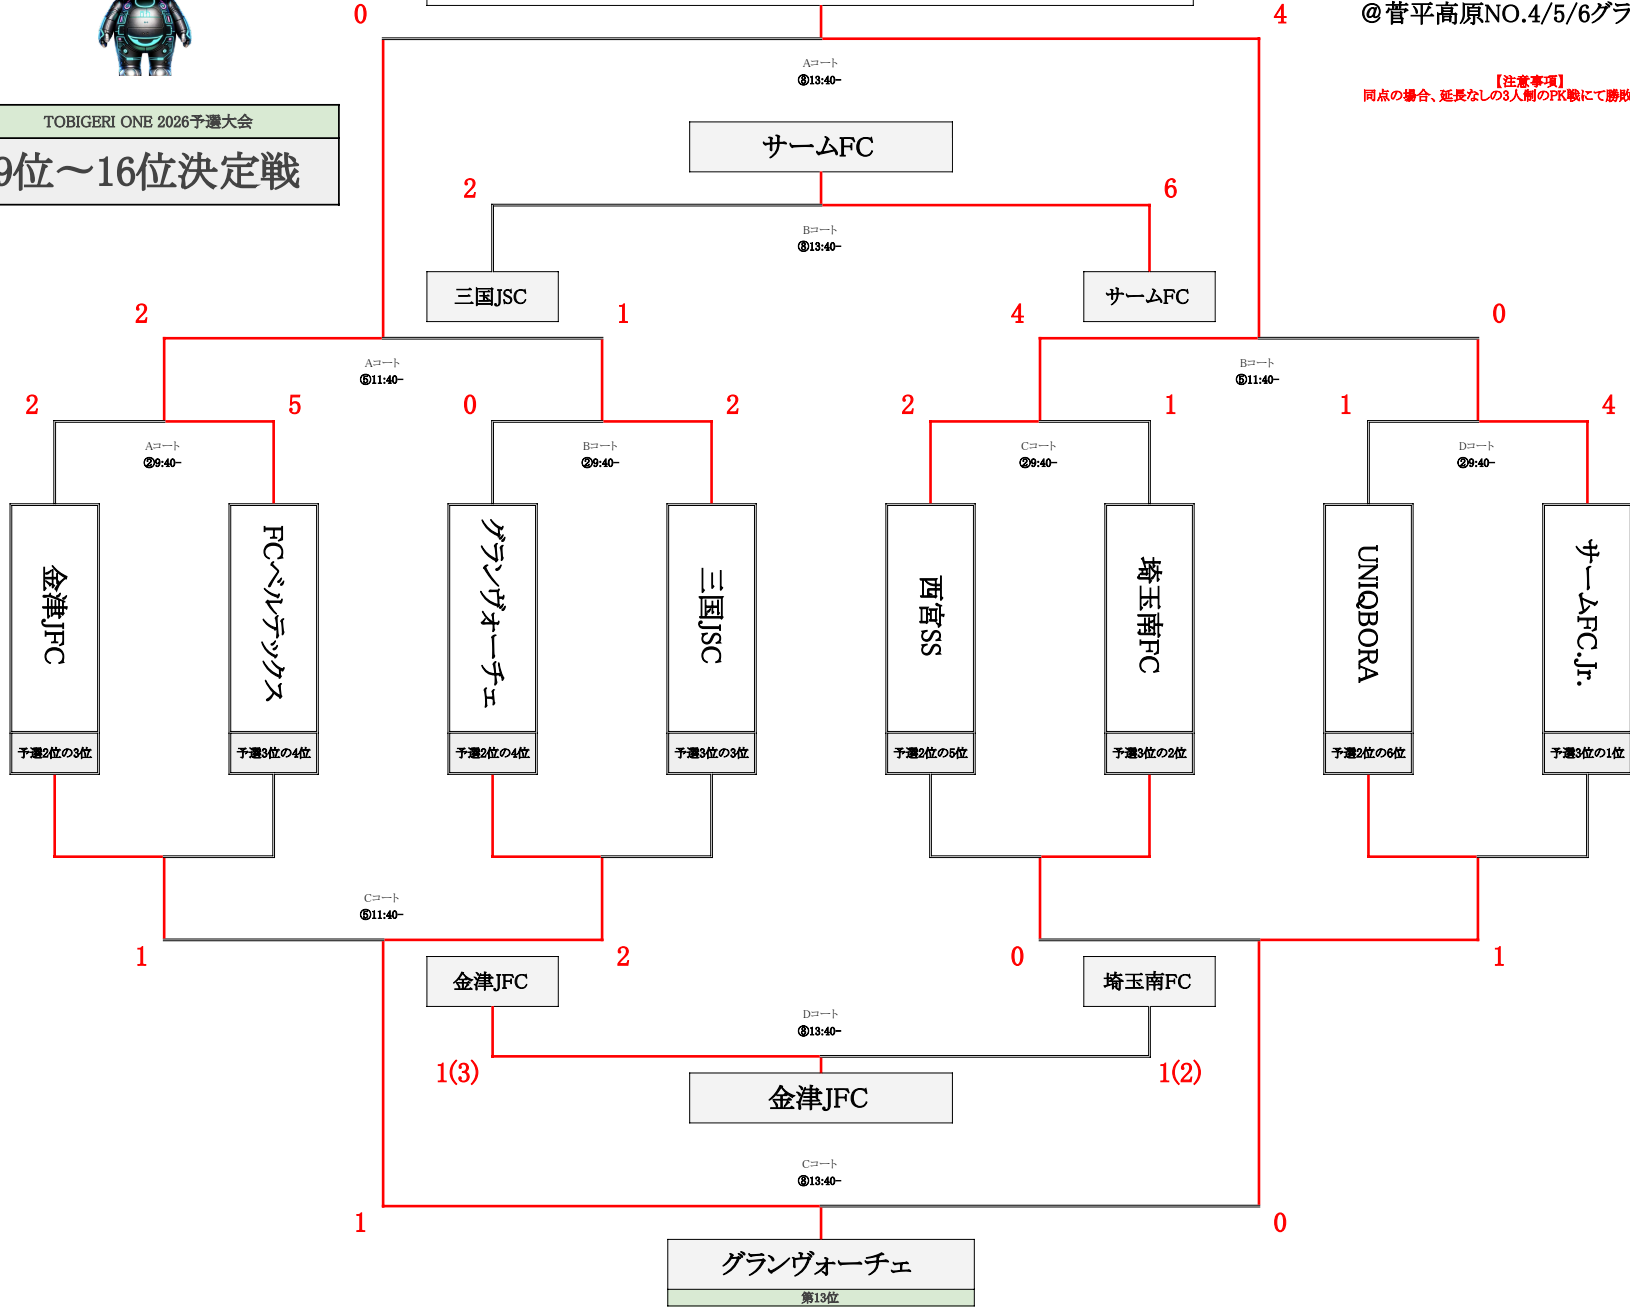 0
4
@菅平高原NO.4/5/6グラ
Aコート
⑧13:40-
【注意事項】
同点の場合、延長なしの3人制のPK戦にて勝敗
TOBIGERI ONE 2026予選大会
9位〜16位決定戦
サームFC
2
6
Bコート
⑧13:40-
三国JSC
サームFC
2
1
4
0
Aコート
⑤11:40-
Bコート
⑤11:40-
2
5
0
2
2
1
1
4
Aコート
②9:40-
Bコート
②9:40-
Cコート
②9:40-
Dコート
②9:40-
金津JFC
FCベルテックス
グランヴォーチェ
三国JSC
西宮SS
埼玉南FC
UNIQBORA
サームFC.Jr.
予選2位の3位
予選3位の4位
予選2位の4位
予選3位の3位
予選2位の5位
予選3位の2位
予選2位の6位
予選3位の1位
Cコート
⑤11:40-
1
2
0
1
金津JFC
埼玉南FC
Dコート
⑧13:40-
1(3)
1(2)
金津JFC
Cコート
⑧13:40-
1
0
グランヴォーチェ
第13位